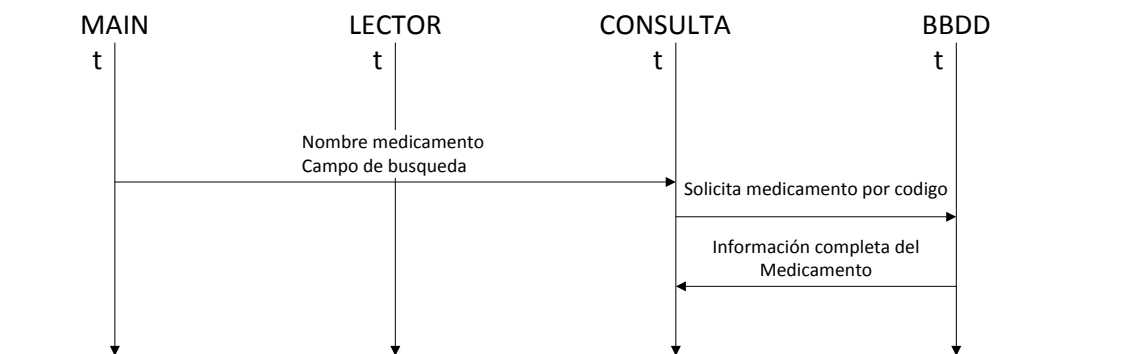 MAIN
LECTOR
CONSULTA
BBDD
t
t
t
t
Nombre medicamento
Campo de busqueda
Solicita medicamento por codigo
Información completa del
Medicamento